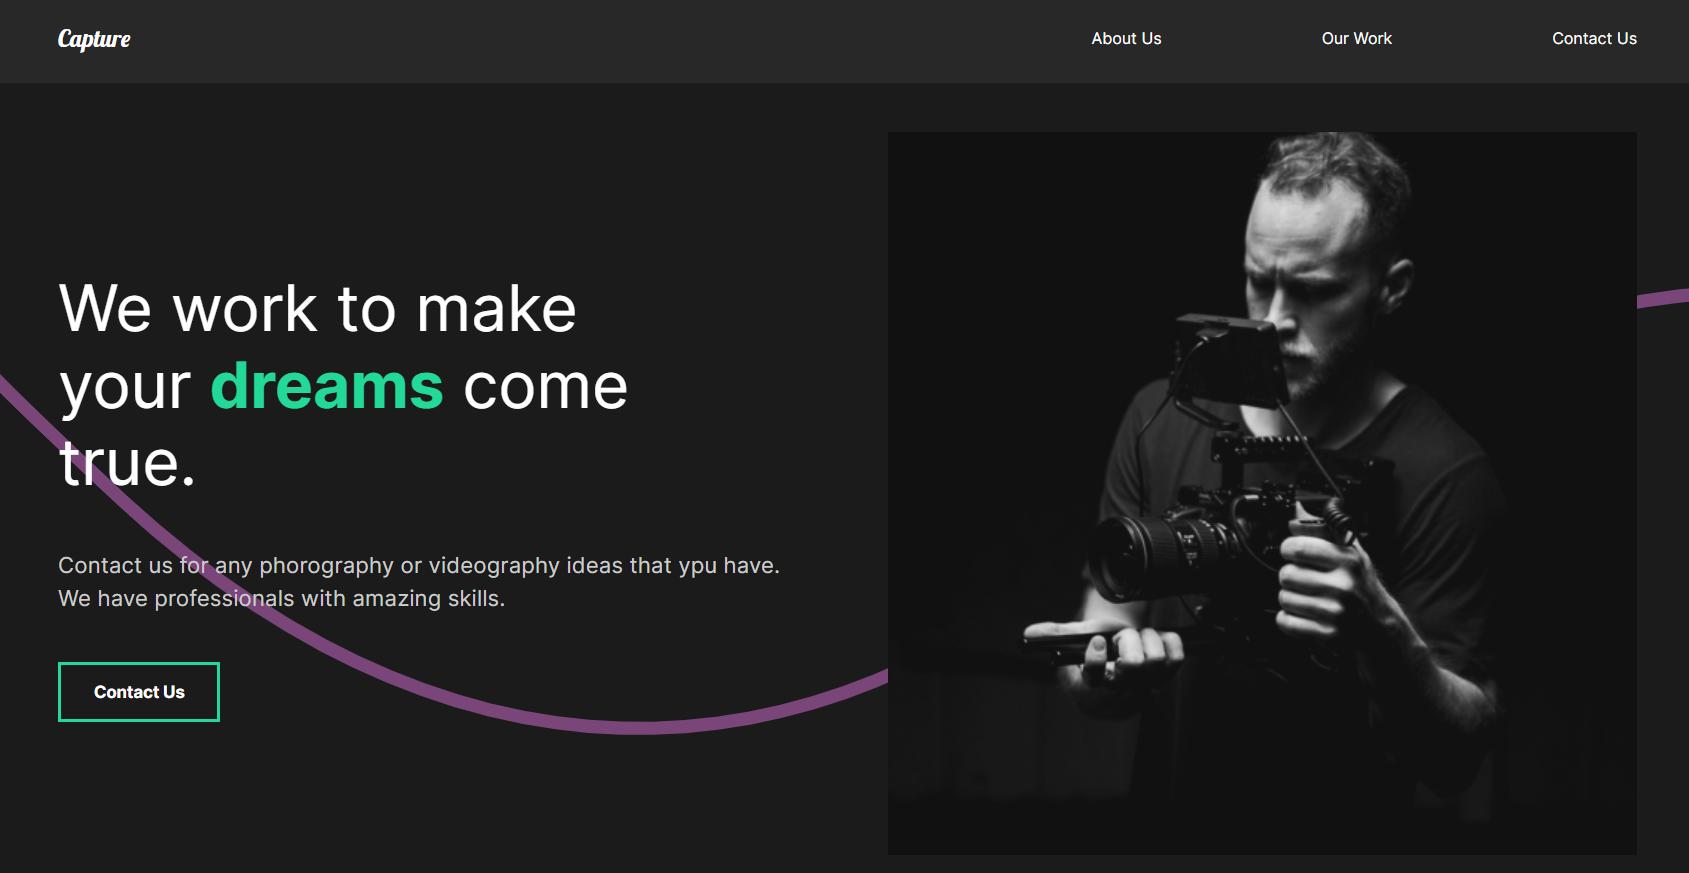 Capture
About Us
Our Work
Contact Us
We work to make
your dreams come
true.
Contact us for any phorography or videography ideas that ypu have.
We have professionals with amazing skills.
Contact Us